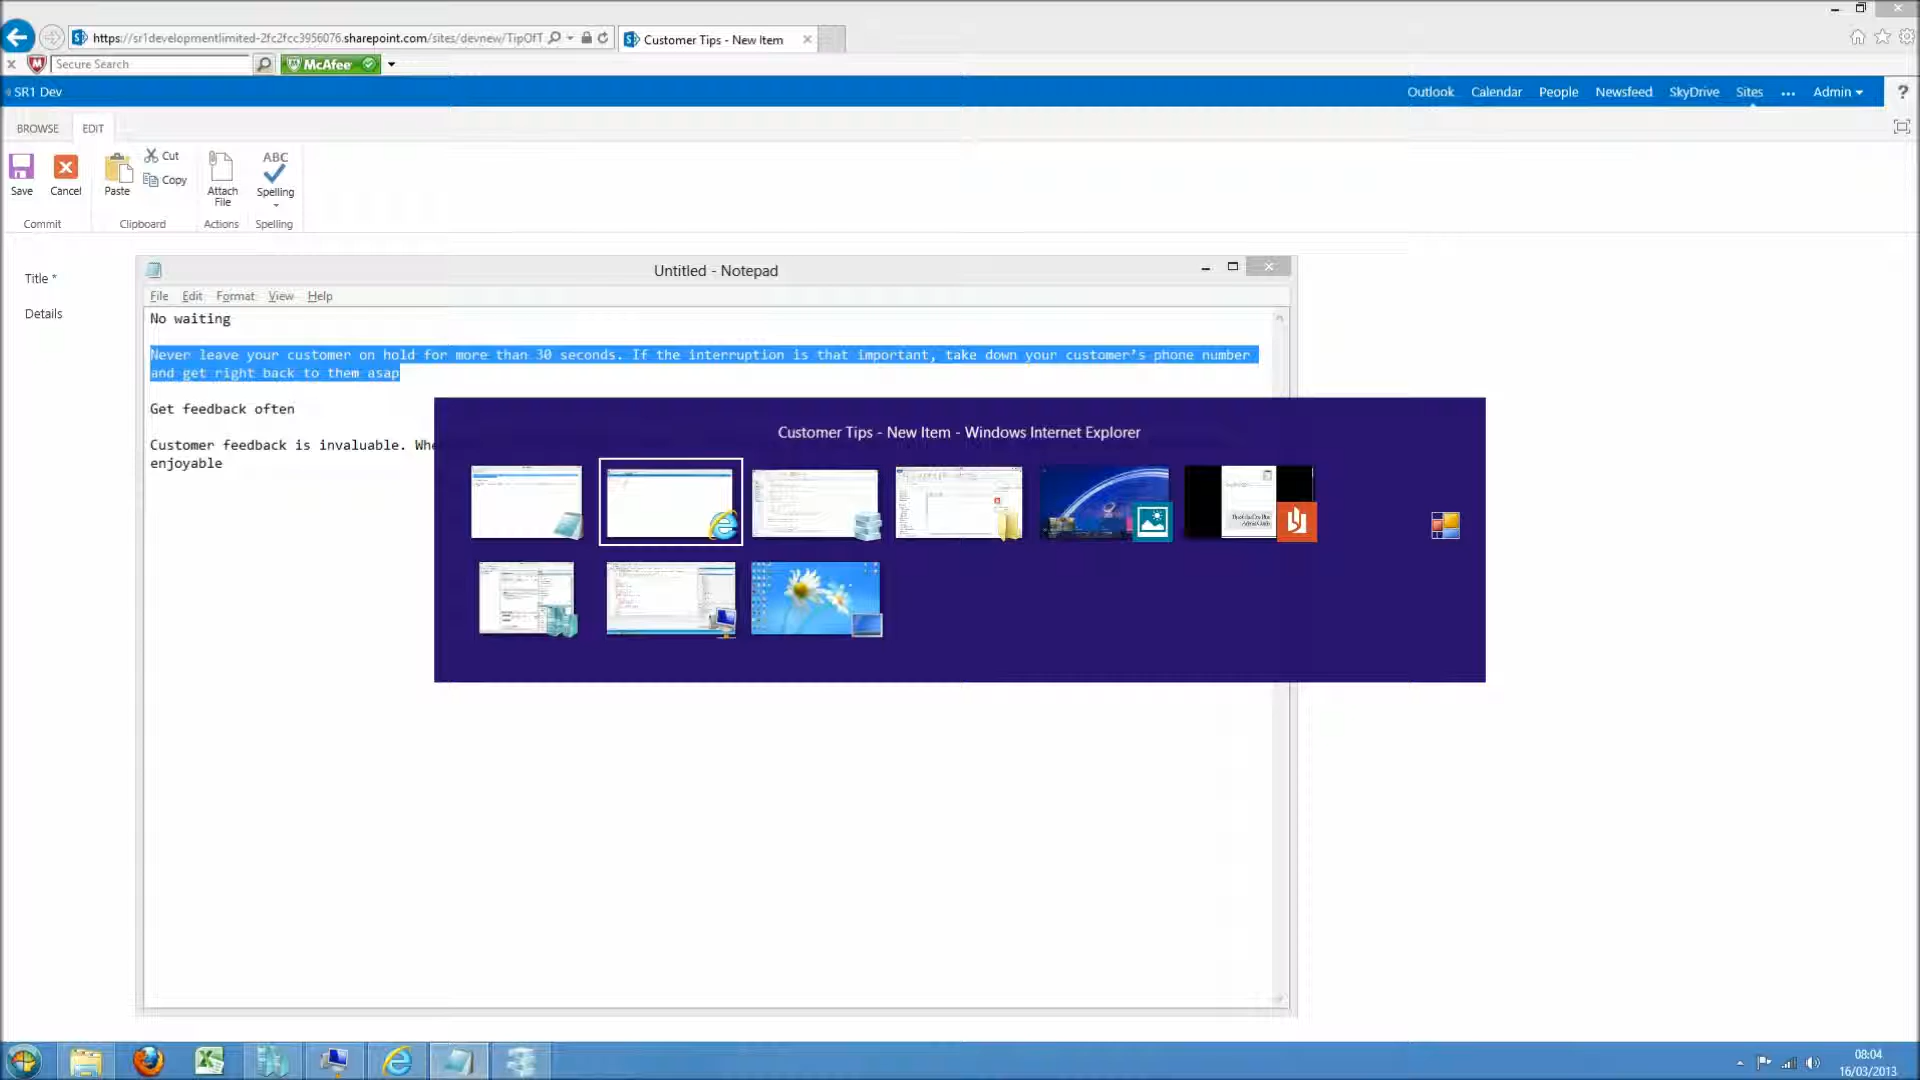 https://sr1developmentlimited-2fc2fcc3956076.sharepoint.com/sites/devnew/TipOfT
Customer Tips - New Item
Secure Search
McAfee
SR1 Dev
Outlook Calendar People Newsfeed SkyDrive Sites ... Admin ?
BROWSE EDIT
Save
Cancel
Paste
Cut
Copy
Attach File
ABC
Spelling
Commit Clipboard Actions Spelling
Title *
Details
Untitled - Notepad
File Edit Format View Help
No waiting
Never leave your customer on hold for more than 30 seconds. If the interruption is that important, take down your customer’s phone number
and get right back to them asap
Get feedback often
Customer feedback is invaluable.
enjoyable
Customer Tips - New Item - Windows Internet Explorer
08:04
16/03/2013